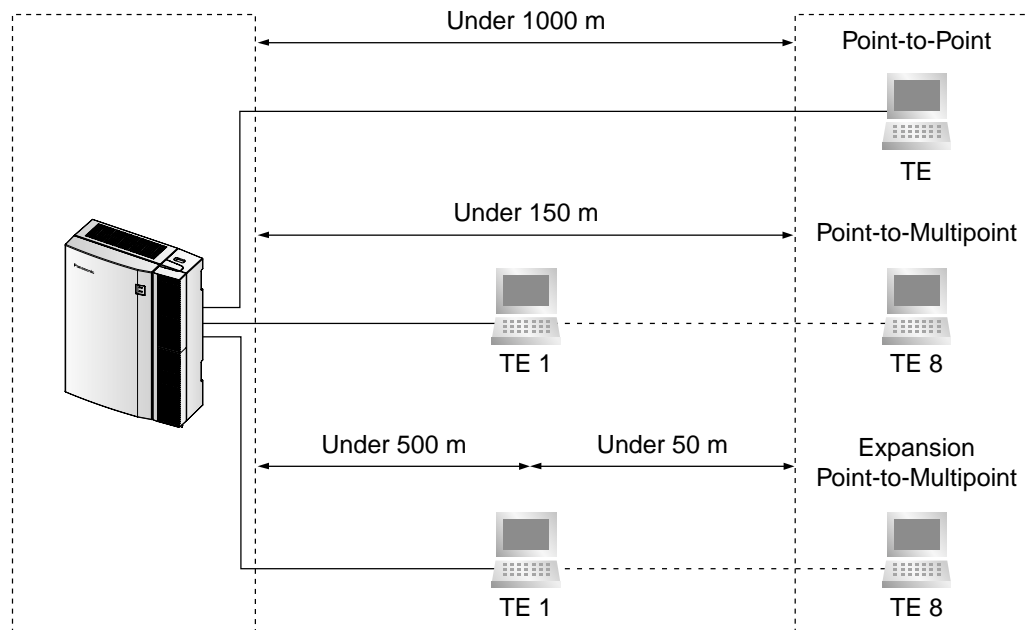 Under 1000 m
Point-to-Point
TE
Under 150 m
Point-to-Multipoint
Panasonic
TE 1
TE 8
Under 500 m
Under 50 m
Expansion
Point-to-Multipoint
TE 1
TE 8